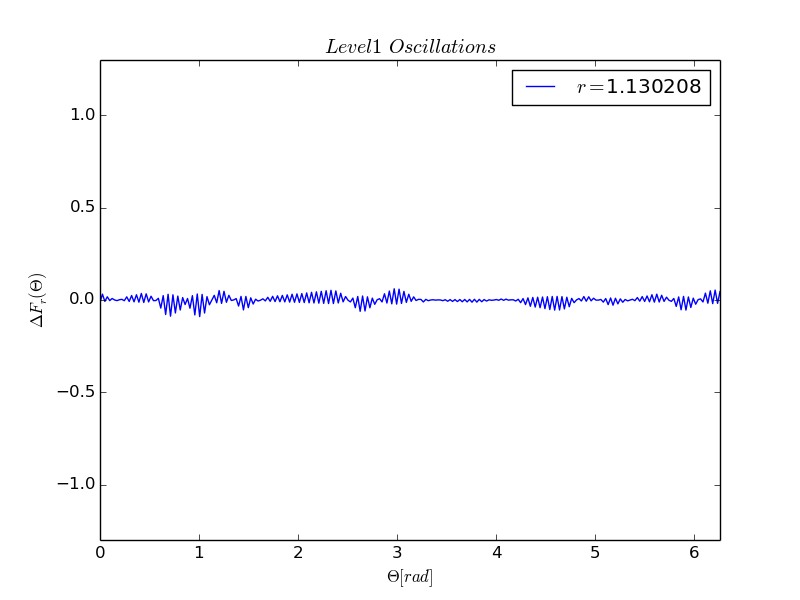 Level1 Oscillations
r=1.130208
1.0
0.5
0.0
−0.5
−1.0
ΔF_r(Θ)
0 1 2 3 4 5 6
Θ[rad]